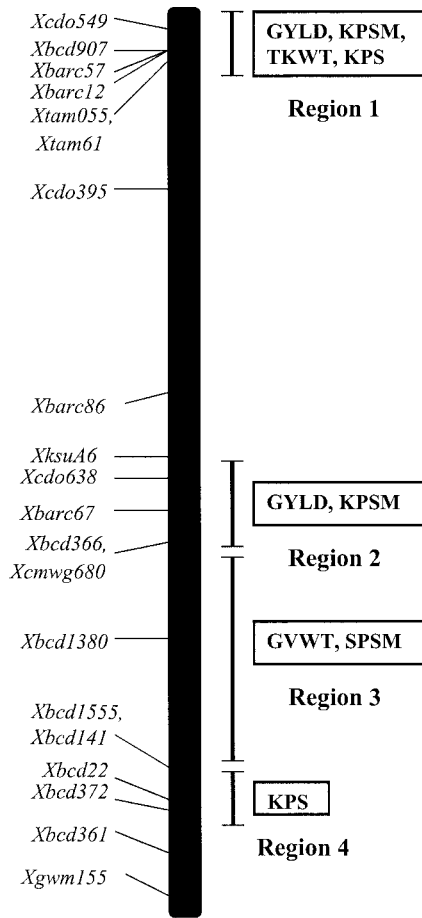 Xcdo549
Xbcd907
Xbarc57
Xbarc12
Xtam055,
Xtam61
Xcdo395
Xbarc86
XksuA6
Xcdo638
Xbarc67
Xbcd366,
Xcmwg680
Xbcd1380
Xbcd1555,
Xbcd141
Xbcd22
Xbcd372
Xbcd361
Xgwm155
GYLD, KPSM,
TKWT, KPS
Region 1
GYLD, KPSM
Region 2
GVWT, SPSM
Region 3
KPS
Region 4